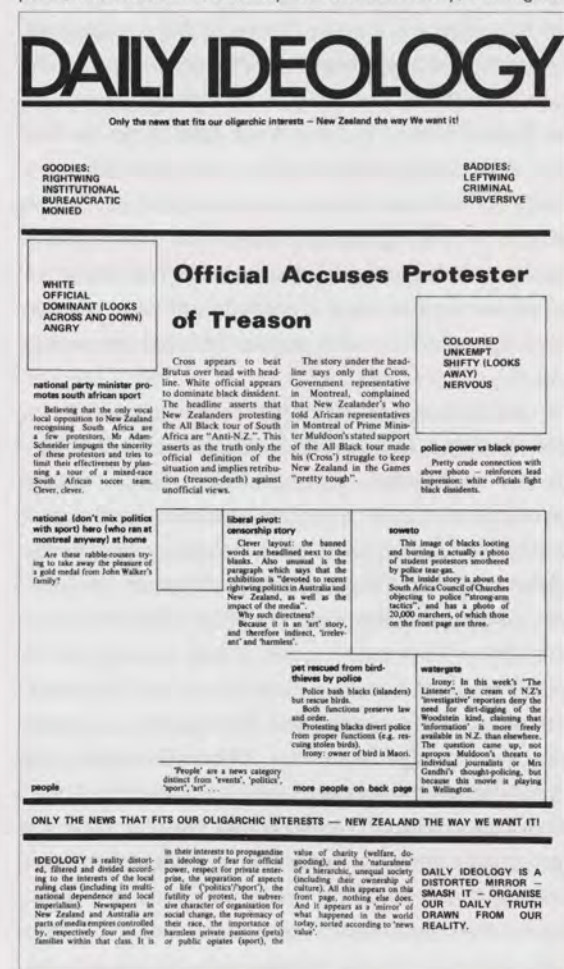 DAILY IDEOLOGY
Only the news that fits our oligarchic interests – New Zealand the way We want it!
GOODIES:
RIGHTWING
INSTITUTIONAL
BUREAUCRATIC
MONIED
BADDIES:
LEFTWING
CRIMINAL
SUBVERSIVE
WHITE
OFFICIAL
DOMINANT (LOOKS
ACROSS AND DOWN)
ANGRY
Official Accuses Protester
of Treason
COLOURED
UNKEMPT
SHIFTY (LOOKS
AWAY)
NERVOUS
national party minister pro-
motes south african sport
Believing that the only vocal
local opposition to New Zealand
recognising South Africa are
a few protestors, Mr Adam-
Schneider impugns the sincerity
of these protestors and tries to
limit their effectiveness by plan-
ning a tour of a mixed-race
South African soccer team.
Clever, clever.
Cross appears to beat
Brutus over head with head-
line. White official appears
to dominate black dissident.
The headline asserts that
New Zealanders protesting
the All Black tour of South
Africa are "Anti-N.Z.". This
asserts as the truth only the
official definition of the
situation and implies retribu-
tion (treason-death) against
unofficial views.
The story under the head-
line says only that Cross,
Government representative
in Montreal, complained
that New Zealander's who
told African representatives
in Montreal of Prime Minis-
ter Muldoon's stated support
of the All Black tour made
his (Cross') struggle to keep
New Zealand in the Games
"pretty tough".
police power vs black power
Pretty crude connection with
above photo – reinforces lead
impression: white officials fight
black dissidents.
national (don't mix politics
with sport) hero (who ran at
montreal anyway) at home
Are these rabble-rousers try-
ing to take away the pleasure of
a gold medal from John Walker's
family?
liberal pivot:
censorship story
Clever layout: the banned
words are headlined next to the
blanks. Also unusual is the
paragraph which says that the
exhibition is "devoted to recent
rightwing politics in Australia and
New Zealand, as well as the
impact of the media".
Why such directness?
Because it is an 'art' story,
and therefore indirect, 'irrelev-
ant' and 'harmless'.
soweto
This image of blacks looting
and burning is actually a photo
of student protestors smothered
by police tear-gas.
The inside story is about the
South Africa Council of Churches
objecting to police "strong-arm
tactics", and has a photo of
20,000 marchers, of which those
on the front page are three.
pet rescued from bird-
thieves by police
Police bash blacks (islanders)
but rescue birds.
Both functions preserve law
and order.
Protesting blacks divert police
from proper functions (e.g. res-
cuing stolen birds).
Irony: owner of bird is Maori.
watergate
Irony: In this week's "The
Listener", the cream of N.Z's
'investigative' reporters deny the
need for dirt-digging of the
Woodstein kind, claiming that
'information' is more freely
available in N.Z. than elsewhere.
The question came up, not
apropos Muldoon's threats to
individual journalists or Mrs
Gandhi's thought-policing, but
because this movie is playing
in Wellington.
people
'People' are a news category
distinct from 'events', 'politics',
'sport', 'art' . . .
more people on back page
ONLY THE NEWS THAT FITS OUR OLIGARCHIC INTERESTS – NEW ZEALAND THE WAY WE WANT IT!
IDEOLOGY is reality distort-
ed, filtered and divided accord-
ing to the interests of the local
ruling class (including its multi-
national dependence and local
imperialism). Newspapers in
New Zealand and Australia are
parts of media empires controlled
by, respectively four and five
families within that class. It is
in their interests to propagandise
an ideology of fear for official
power, respect for private enter-
prise, the separation of aspects
of life ('politics'/'sport'), the
futility of protest, the subver-
sive character of organisation for
social change, the supremacy of
their race, the importance of
harmless private passions (pets)
or public opiates (sport), the
value of charity (welfare, do-
gooding), and the 'naturalness'
of a hierarchic, unequal society
(including their ownership of
culture). All this appears on this
front page, nothing else does.
And it appears as a 'mirror' of
what happened in the world
today, sorted according to 'news
value'.
DAILY IDEOLOGY IS A
DISTORTED MIRROR –
SMASH IT – ORGANISE
OUR DAILY TRUTH
DRAWN FROM OUR
REALITY.